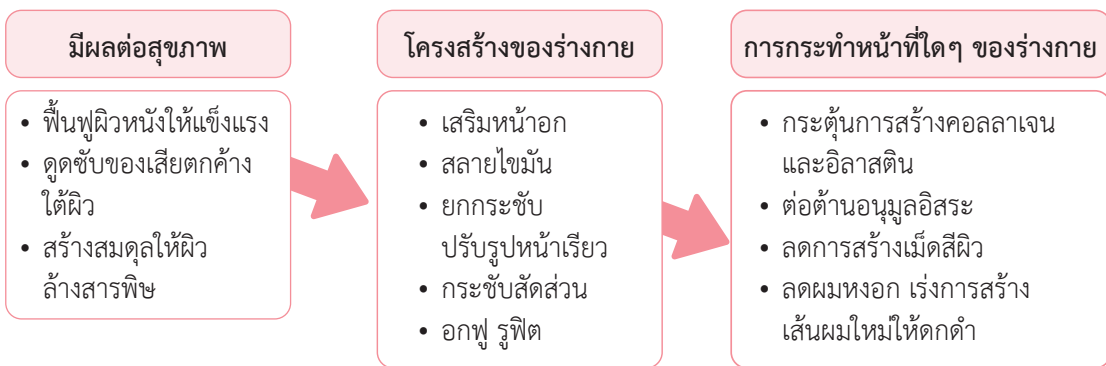 มีผลต่อสุขภาพ
• ฟื้นฟูผิวหนังให้แข็งแรง
• ดูดซับของเสียตกค้าง
ใต้ผิว
• สร้างสมดุลให้ผิว
ล้างสารพิษ
โครงสร้างของร่างกาย
• เสริมหน้าอก
• สลายไขมัน
• ยกกระชับ
ปรับรูปหน้าเรียว
• กระชับสัดส่วน
• อกฟู รูฟิต
การกระทำหน้าที่ใดๆ ของร่างกาย
• กระตุ้นการสร้างคอลลาเจน
และอิลาสติน
• ต่อต้านอนุมูลอิสระ
• ลดการสร้างเม็ดสีผิว
• ลดผมหงอก เร่งการสร้าง
เส้นผมใหม่ให้ดกดำ